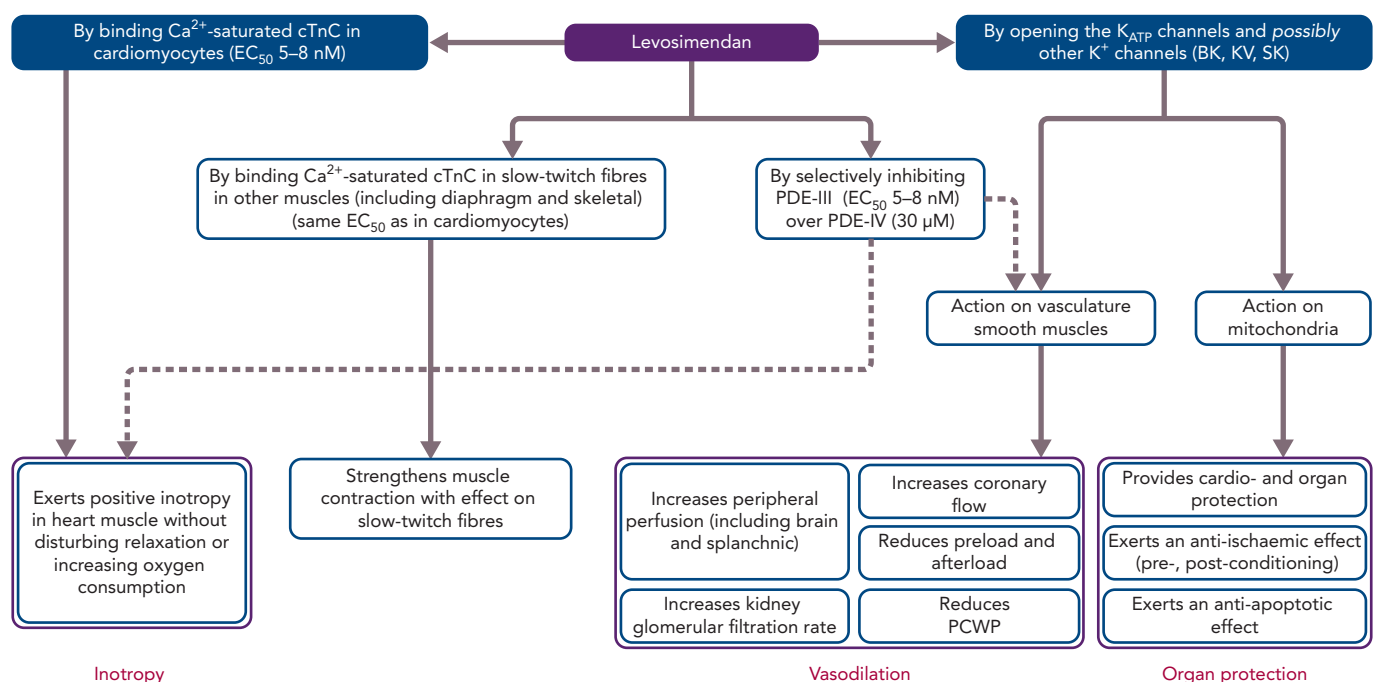 By binding Ca²⁺-saturated cTnC in
cardiomyocytes (EC₅₀ 5–8 nM)
Levosimendan
By opening the K_ATP channels and possibly
other K⁺ channels (BK, KV, SK)
By binding Ca²⁺-saturated cTnC in slow-twitch fibres
in other muscles (including diaphragm and skeletal)
(same EC₅₀ as in cardiomyocytes)
By selectively inhibiting
PDE-III (EC₅₀ 5–8 nM)
over PDE-IV (30 µM)
Action on vasculature
smooth muscles
Action on
mitochondria
Exerts positive inotropy
in heart muscle without
disturbing relaxation or
increasing oxygen
consumption
Strengthens muscle
contraction with effect on
slow-twitch fibres
Increases peripheral
perfusion (including brain
and splanchnic)
Increases kidney
glomerular filtration rate
Increases coronary
flow
Reduces preload and
afterload
Reduces
PCWP
Provides cardio- and organ
protection
Exerts an anti-ischaemic effect
(pre-, post-conditioning)
Exerts an anti-apoptotic
effect
Inotropy
Vasodilation
Organ protection